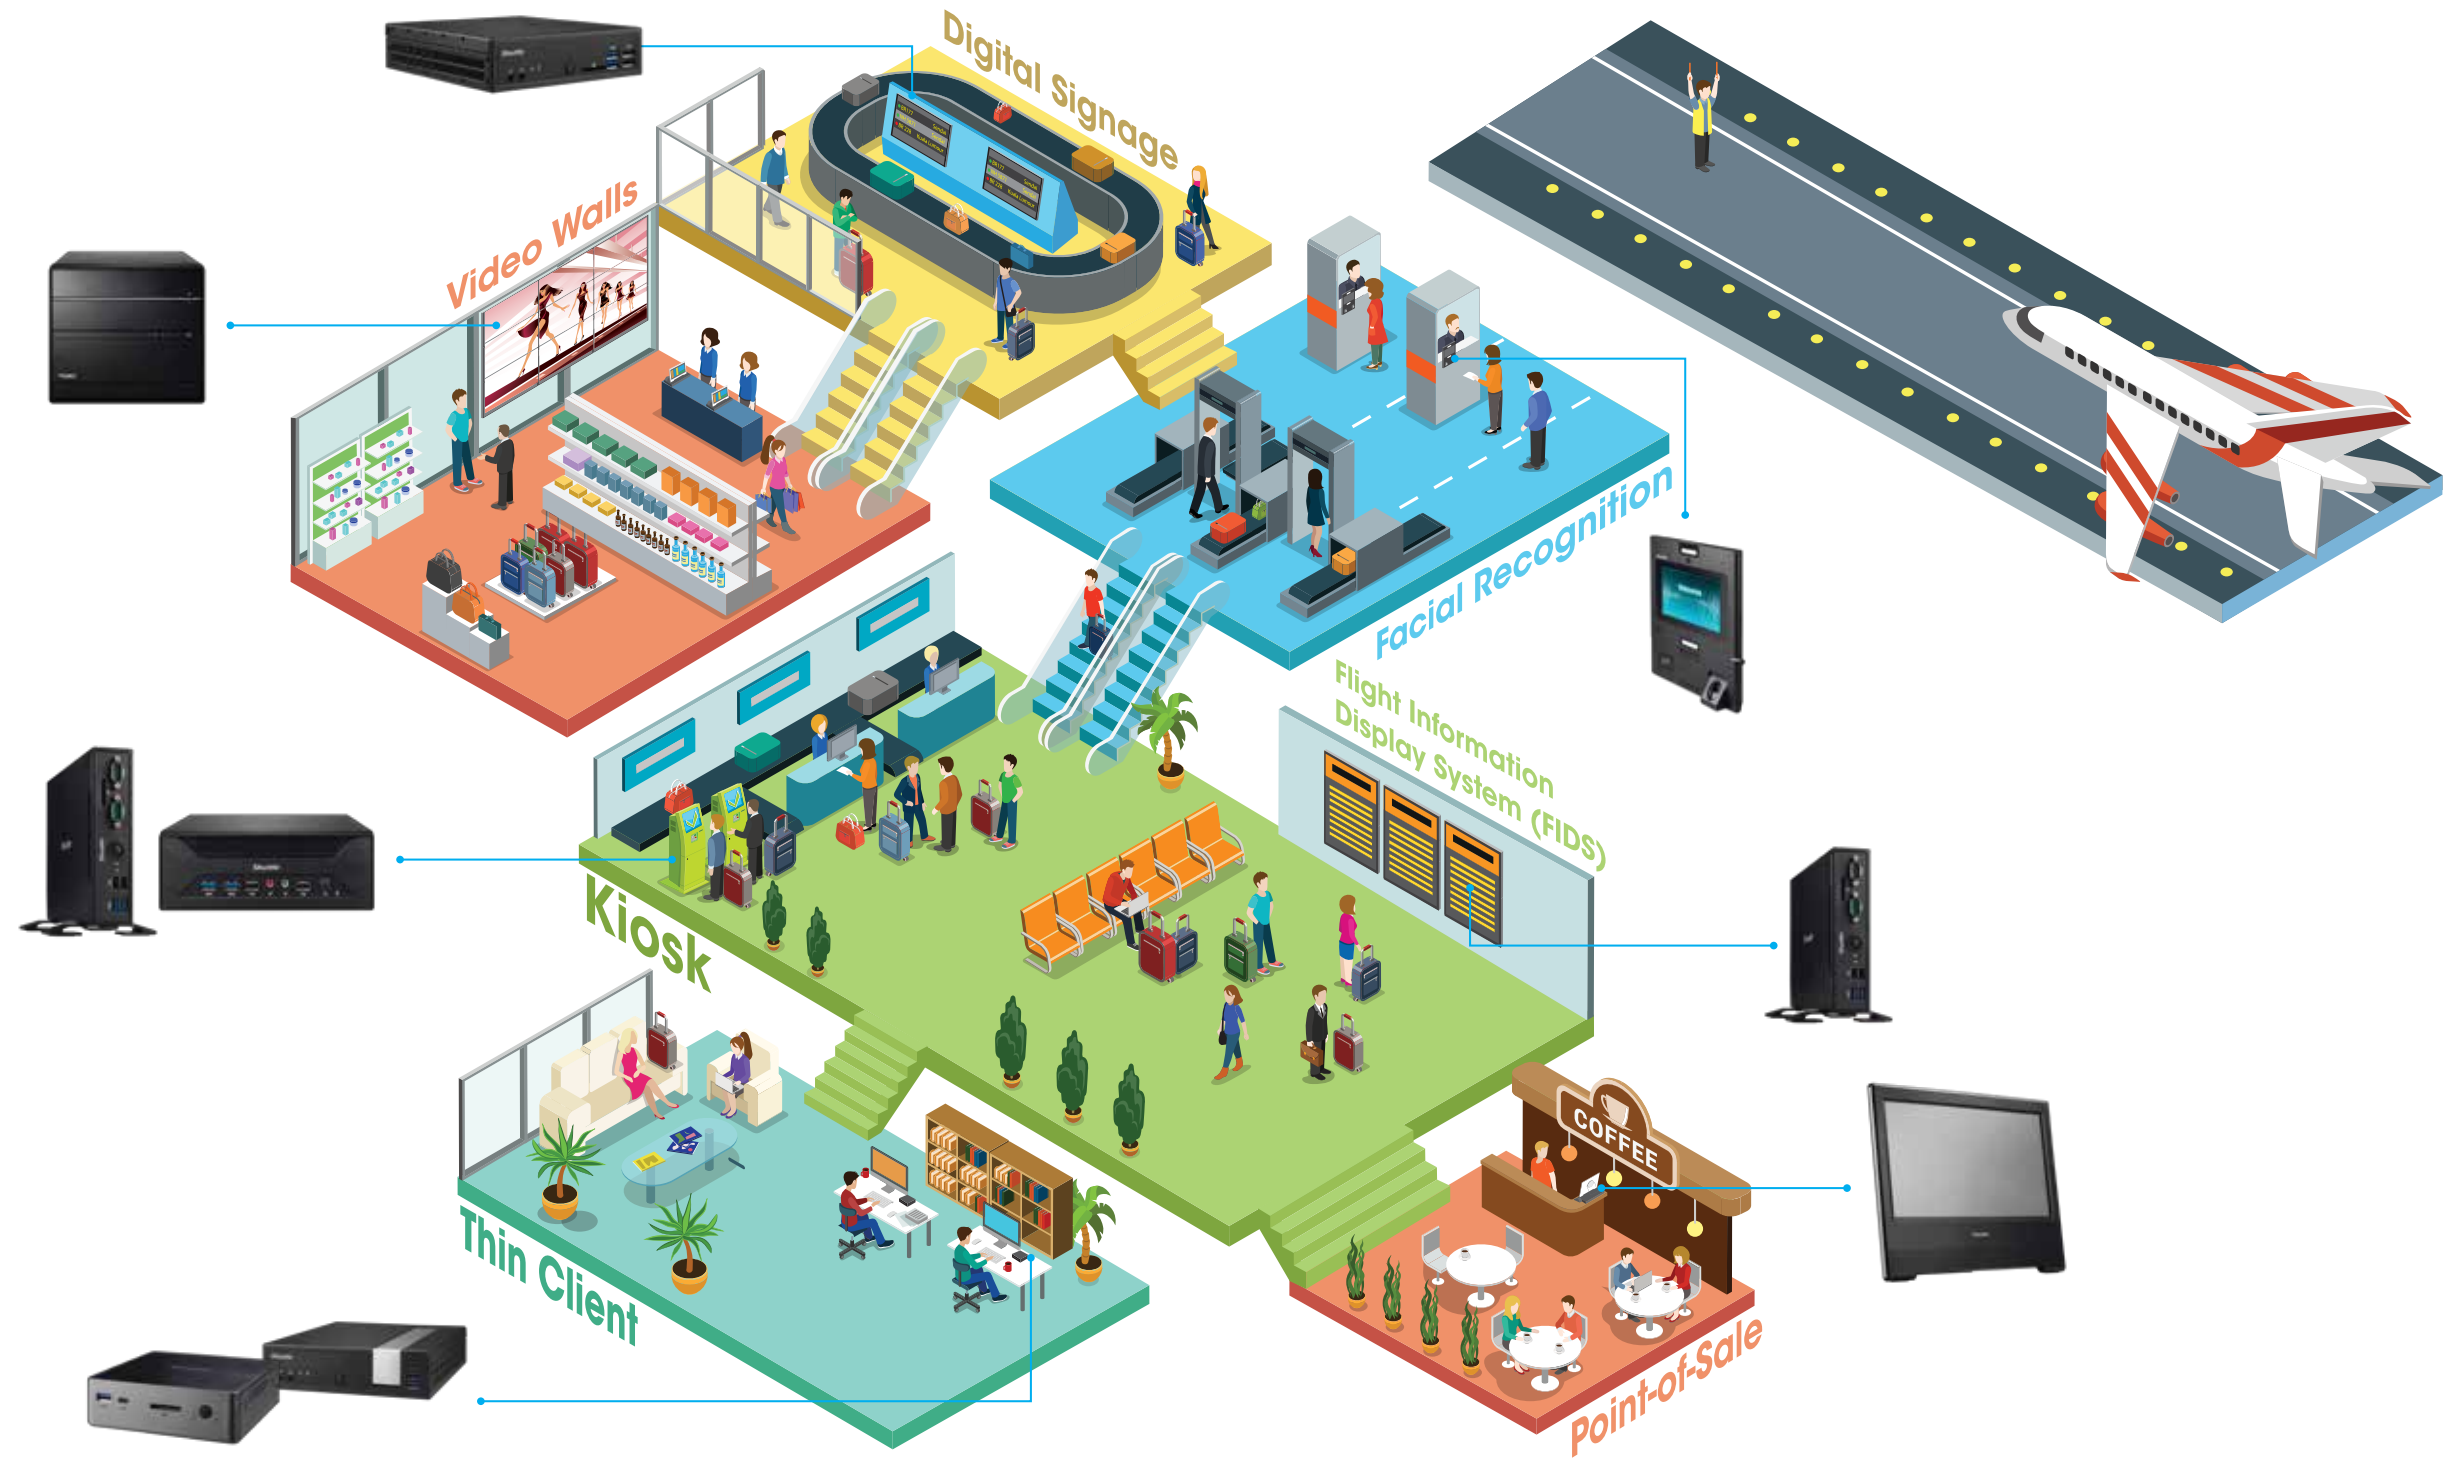 Digital Signage
Video Walls
Facial Recognition
Flight Information
Display System (FIDS)
Kiosk
COFFEE
Thin Client
Point-of-Sale